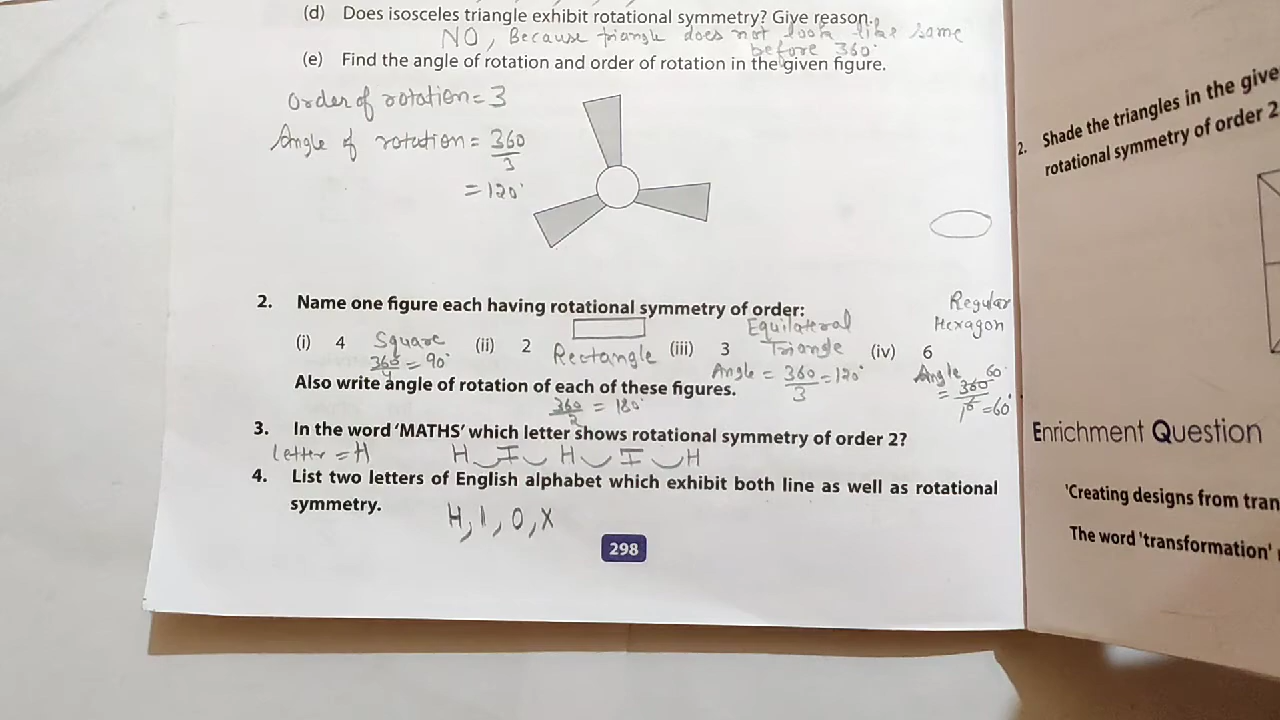 (d) Does isosceles triangle exhibit rotational symmetry? Give reason.
NO, Because triangle does not look like same
before 360°
(e) Find the angle of rotation and order of rotation in the given figure.
Order of rotation = 3
Angle of rotation = 360/3
= 120°
2. Shade the triangles in the give
rotational symmetry of order 2
2. Name one figure each having rotational symmetry of order:
(i) 4 Square (ii) 2 Rectangle (iii) 3 Equilateral Triangle (iv) 6 Regular Hexagon
360/4 = 90° Angle = 360/3 = 120° Angle = 360/6 = 60°
60°
Also write angle of rotation of each of these figures.
360/2 = 180°
3. In the word 'MATHS' which letter shows rotational symmetry of order 2?
Letter = H H I H I H
4. List two letters of English alphabet which exhibit both line as well as rotational
symmetry.
H, I, O, X
298
Enrichment Question
'Creating designs from tran
The word 'transformation'